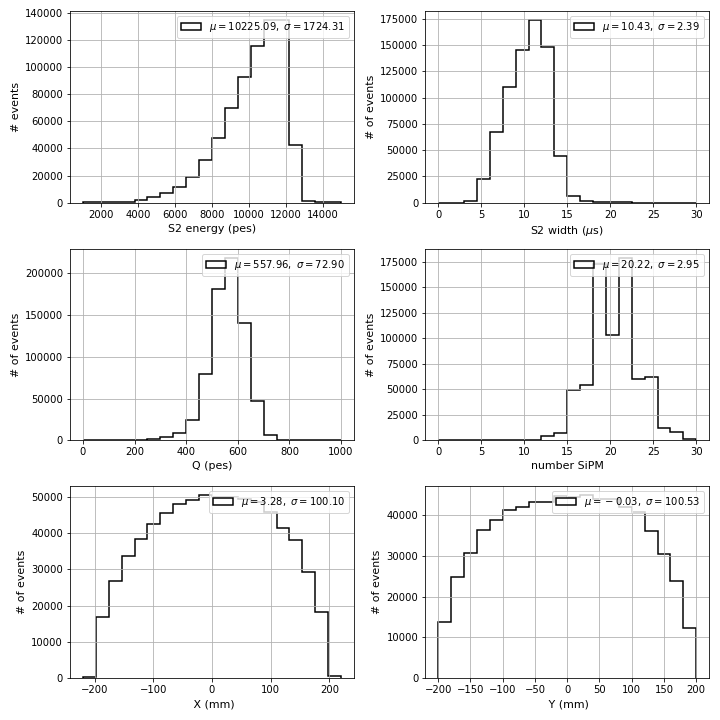 μ = 10225.09, σ = 1724.31
140000
120000
100000
80000
60000
40000
20000
0
# events
2000 4000 6000 8000 10000 12000 14000
S2 energy (pes)
μ = 10.43, σ = 2.39
175000
150000
125000
100000
75000
50000
25000
0
# of events
0 5 10 15 20 25 30
S2 width (μs)
μ = 557.96, σ = 72.90
200000
150000
100000
50000
0
# of events
0 200 400 600 800 1000
Q (pes)
μ = 20.22, σ = 2.95
175000
150000
125000
100000
75000
50000
25000
0
# of events
0 5 10 15 20 25 30
number SiPM
μ = 3.28, σ = 100.10
50000
40000
30000
20000
10000
0
# of events
−200 −100 0 100 200
X (mm)
μ = −0.03, σ = 100.53
40000
30000
20000
10000
0
# of events
−200 −150 −100 −50 0 50 100 150 200
Y (mm)